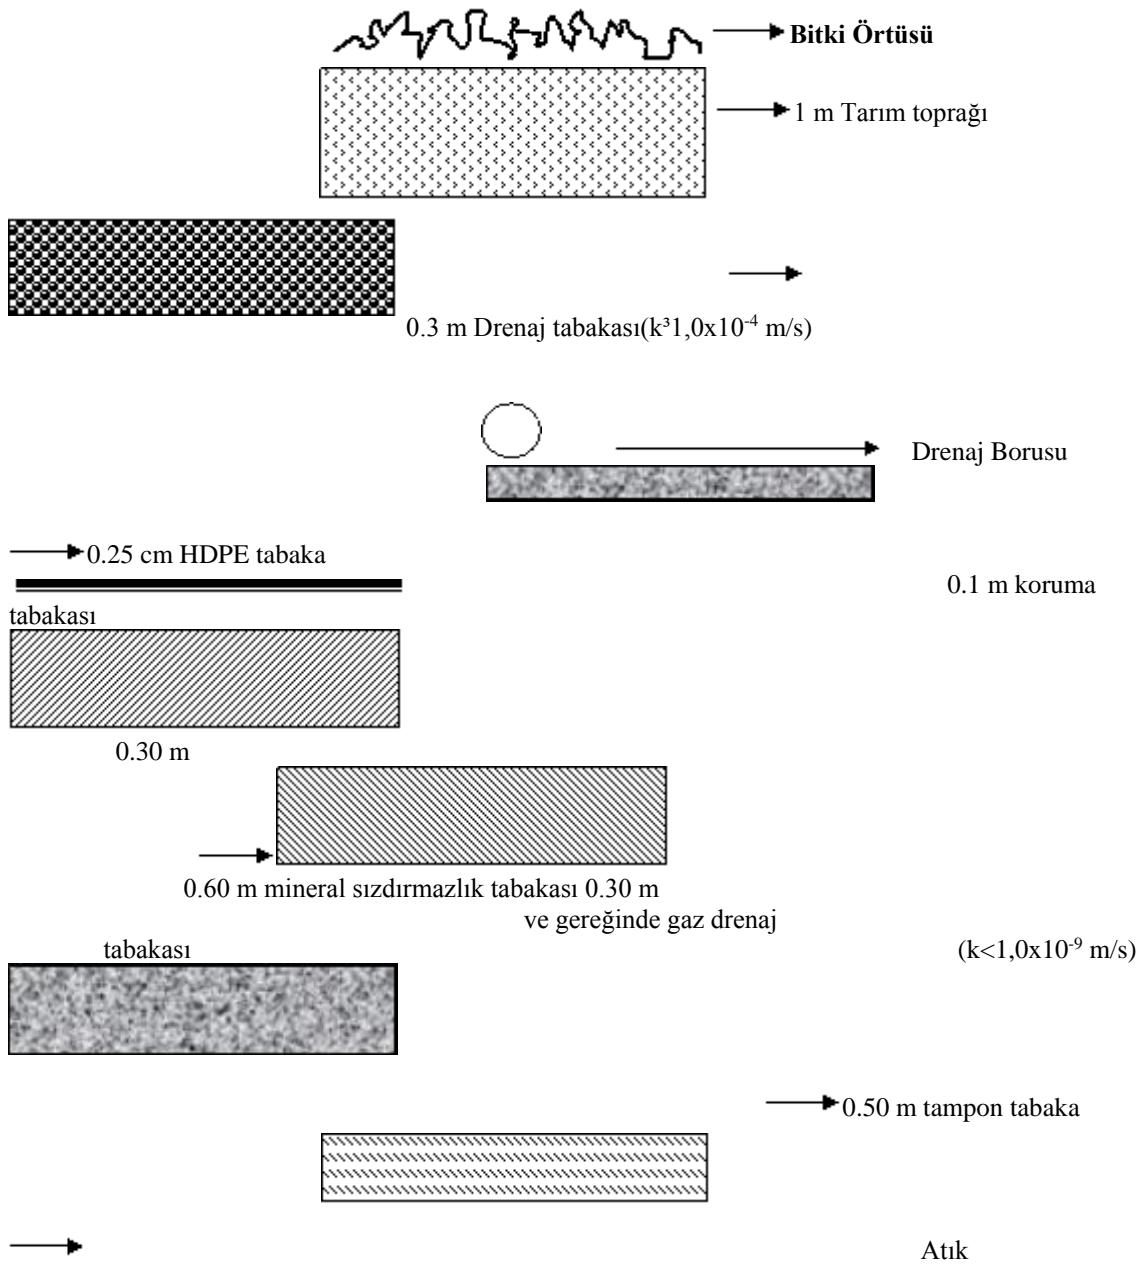 Bitki Örtüsü
1 m Tarım toprağı
0.3 m Drenaj tabakası(k³1,0x10⁻⁴ m/s)
Drenaj Borusu
0.25 cm HDPE tabaka
0.1 m koruma
tabakası
0.30 m
0.60 m mineral sızdırmazlık tabakası 0.30 m
ve gereğinde gaz drenaj
tabakası (k<1,0x10⁻⁹ m/s)
0.50 m tampon tabaka
Atık